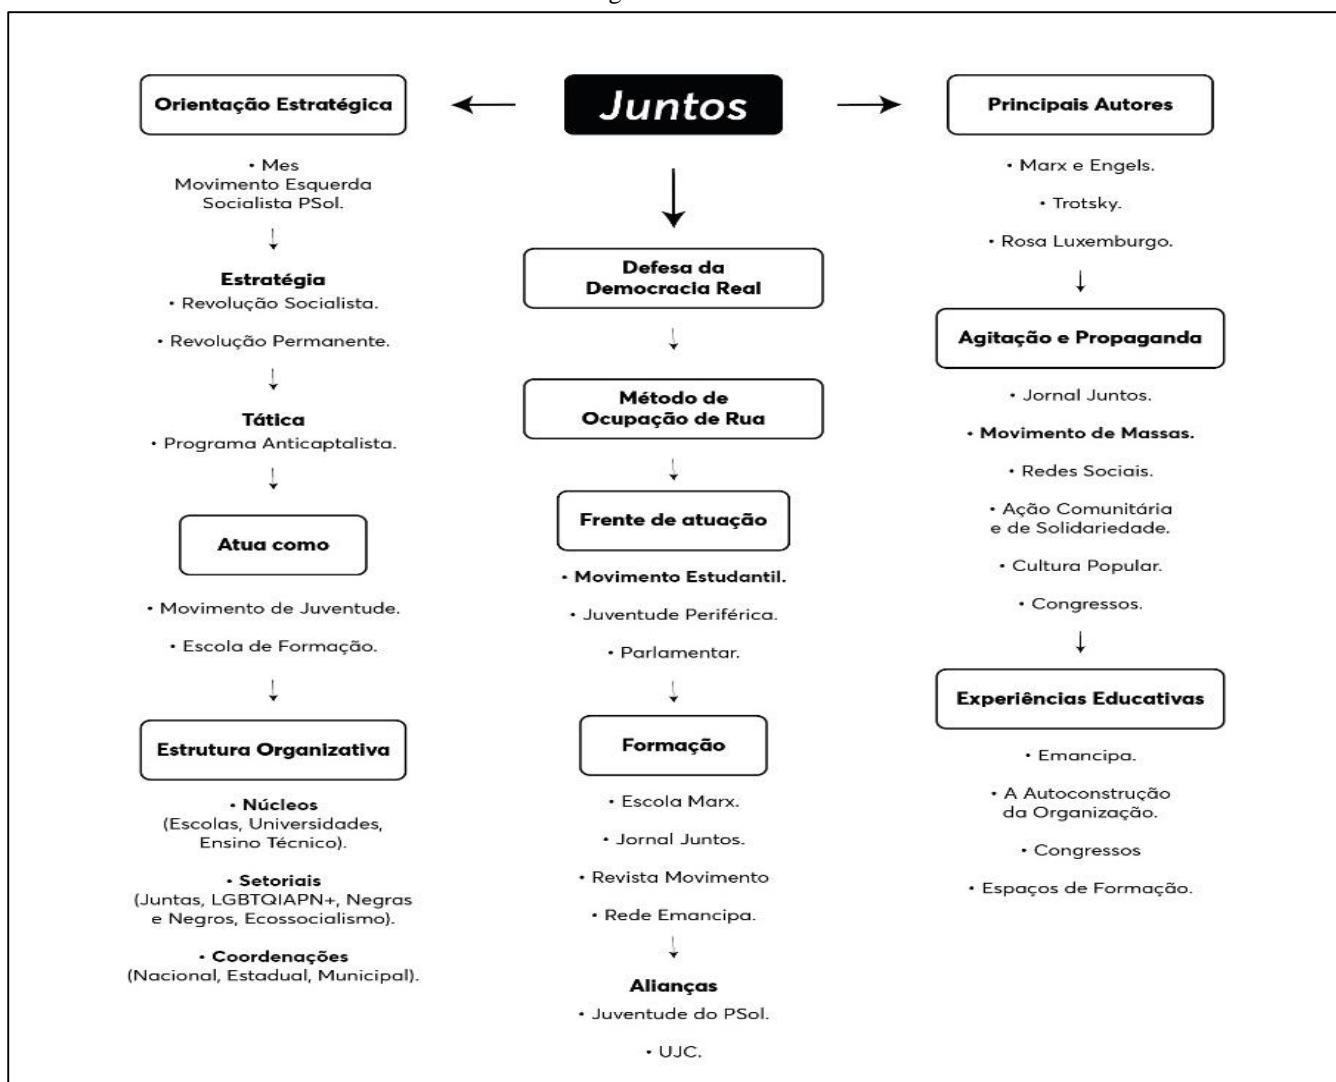 Juntos
Orientação Estratégica
• Mes
Movimento Esquerda
Socialista PSol.
Estratégia
• Revolução Socialista.
• Revolução Permanente.
Tática
• Programa Anticaptalista.
Atua como
• Movimento de Juventude.
• Escola de Formação.
Estrutura Organizativa
• Núcleos
(Escolas, Universidades,
Ensino Técnico).
• Setoriais
(Juntas, LGBTQIAPN+, Negras
e Negros, Ecossocialismo).
• Coordenações
(Nacional, Estadual, Municipal).
Defesa da
Democracia Real
Método de
Ocupação de Rua
Frente de atuação
• Movimento Estudantil.
• Juventude Periférica.
• Parlamentar.
Formação
• Escola Marx.
• Jornal Juntos.
• Revista Movimento
• Rede Emancipa.
Alianças
• Juventude do PSol.
• UJC.
Principais Autores
• Marx e Engels.
• Trotsky.
• Rosa Luxemburgo.
Agitação e Propaganda
• Jornal Juntos.
• Movimento de Massas.
• Redes Sociais.
• Ação Comunitária
e de Solidariedade.
• Cultura Popular.
• Congressos.
Experiências Educativas
• Emancipa.
• A Autoconstrução
da Organização.
• Congressos
• Espaços de Formação.